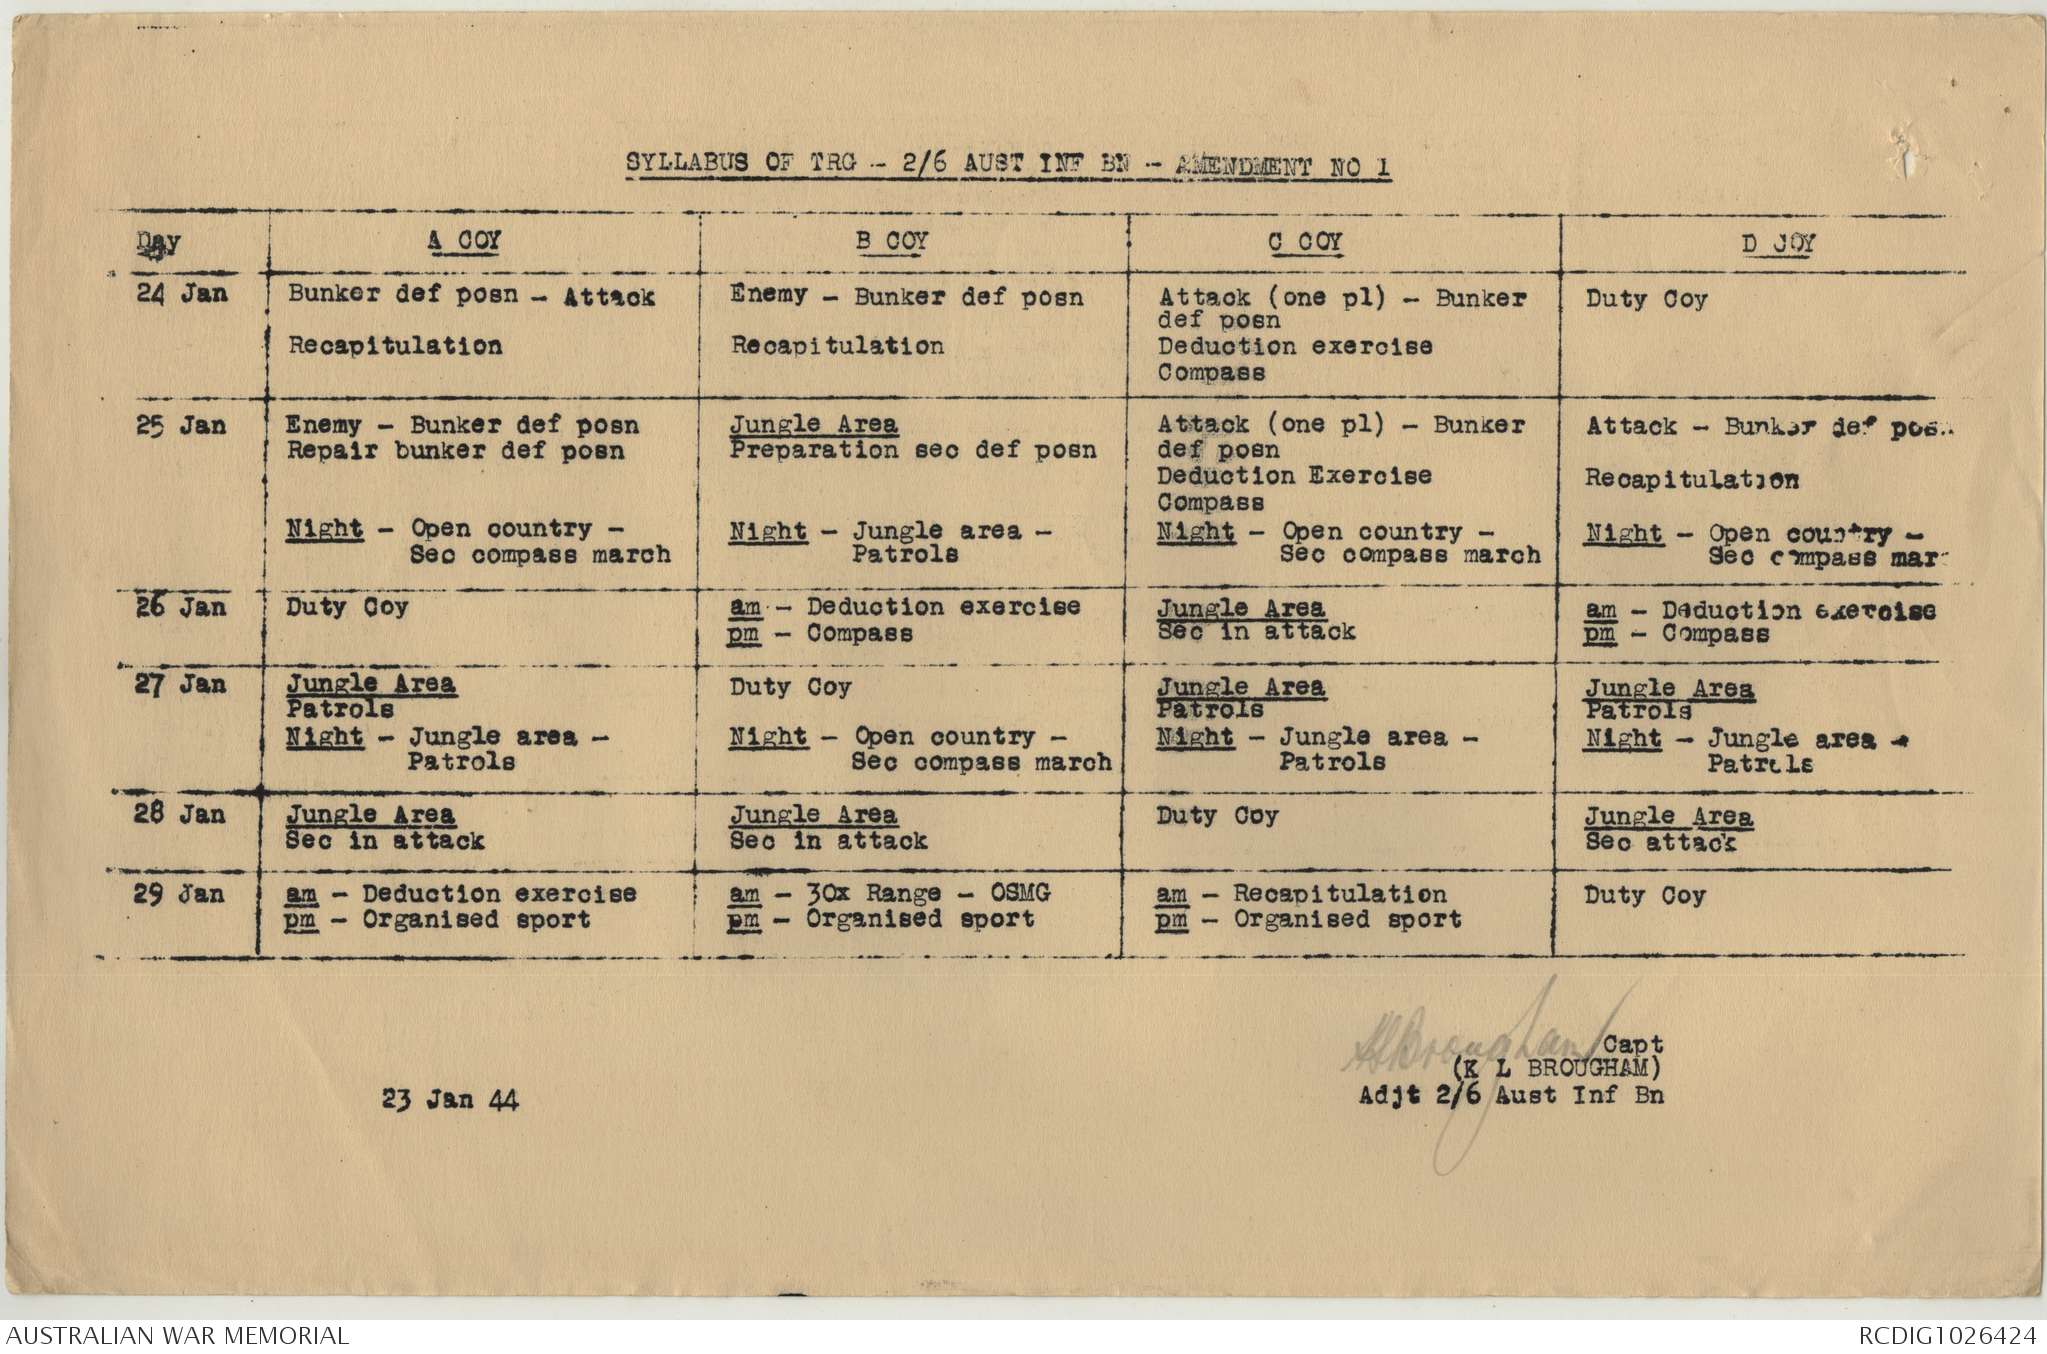 SYLLABUS OF TRG - 2/6 AUST INF BN - AMENDMENT NO 1
Day A COY B COY C COY D COY
24 Jan
Bunker def posn - Attack
Recapitulation
Enemy - Bunker def posn
Recapitulation
Attack (one pl) - Bunker
def posn
Deduction exercise
Compass
Duty Coy
25 Jan
Enemy - Bunker def posn
Repair bunker def posn
Night - Open country -
Sec compass march
Jungle Area
Preparation sec def posn
Night - Jungle area -
Patrols
Attack (one pl) - Bunker
def posn
Deduction Exercise
Compass
Night - Open country -
Sec compass march
Attack - Bunker def posn
Recapitulation
Night - Open country -
Sec compass mar
26 Jan
Duty Coy
am - Deduction exercise
pm - Compass
Jungle Area
Sec in attack
am - Deduction exercise
pm - Compass
27 Jan
Jungle Area
Patrols
Night - Jungle area -
Patrols
Duty Coy
Night - Open country -
Sec compass march
Jungle Area
Patrols
Night - Jungle area -
Patrols
Jungle Area
Patrols
Night - Jungle area -
Patrols
28 Jan
Jungle Area
Sec in attack
Jungle Area
Sec in attack
Duty Coy
Jungle Area
Sec attack
29 Jan
am - Deduction exercise
pm - Organised sport
am - 30x Range - OSMG
pm - Organised sport
am - Recapitulation
pm - Organised sport
Duty Coy
KLBrougham Capt
(K L BROUGHAM)
Adjt 2/6 Aust Inf Bn
23 Jan 44
AUSTRALIAN WAR MEMORIAL
RCDIG1026424